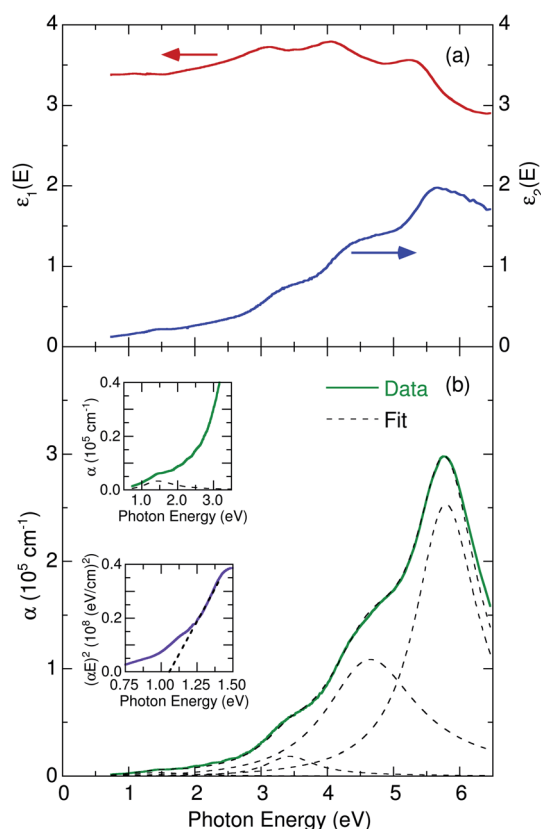 4
(a)
3
ε₁(E)
2
1
0
4
3
ε₂(E)
2
1
0
(b)
Data
Fit
3
2
1
0
α (10⁵ cm⁻¹)
0.4
0.2
0.0
α (10⁵ cm⁻¹)
1.0 2.0 3.0
Photon Energy (eV)
0.4
0.2
0.0
(αE)² (10⁸ (eV/cm)²)
0.75 1.00 1.25 1.50
Photon Energy (eV)
0 1 2 3 4 5 6
Photon Energy (eV)